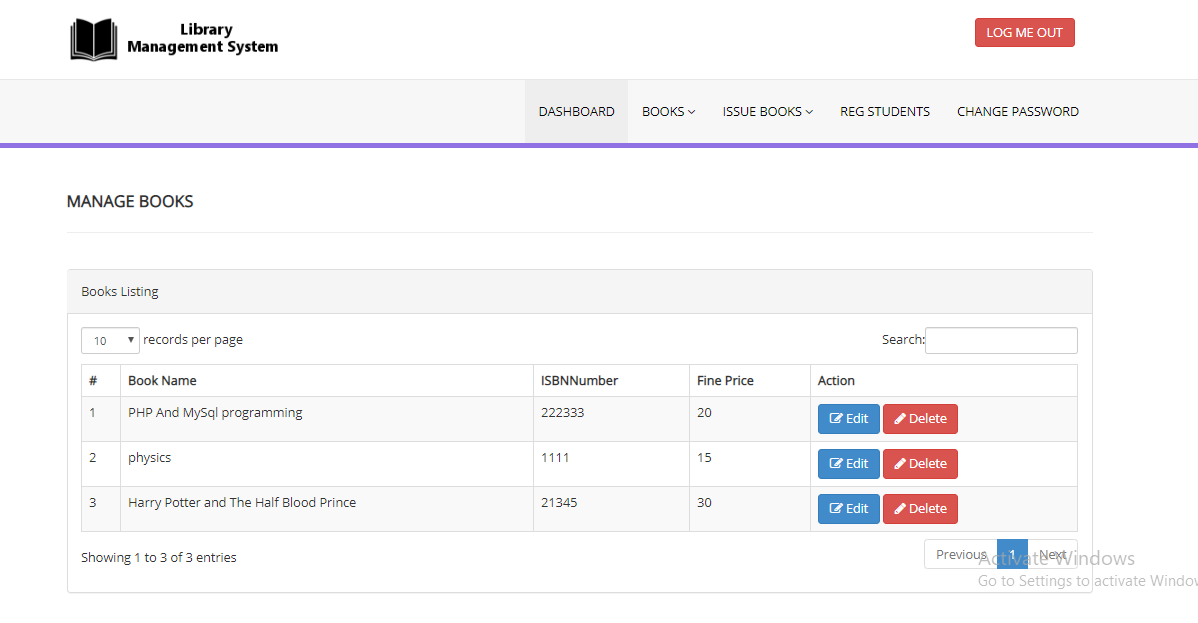 Library
Management System
LOG ME OUT
DASHBOARD BOOKS ISSUE BOOKS REG STUDENTS CHANGE PASSWORD
MANAGE BOOKS
Books Listing
10 records per page Search:
# Book Name ISBNNumber Fine Price Action
1 PHP And MySql programming 222333 20 Edit Delete
2 physics 1111 15 Edit Delete
3 Harry Potter and The Half Blood Prince 21345 30 Edit Delete
Showing 1 to 3 of 3 entries Previous 1 Next
Activate Windows
Go to Settings to activate Windo